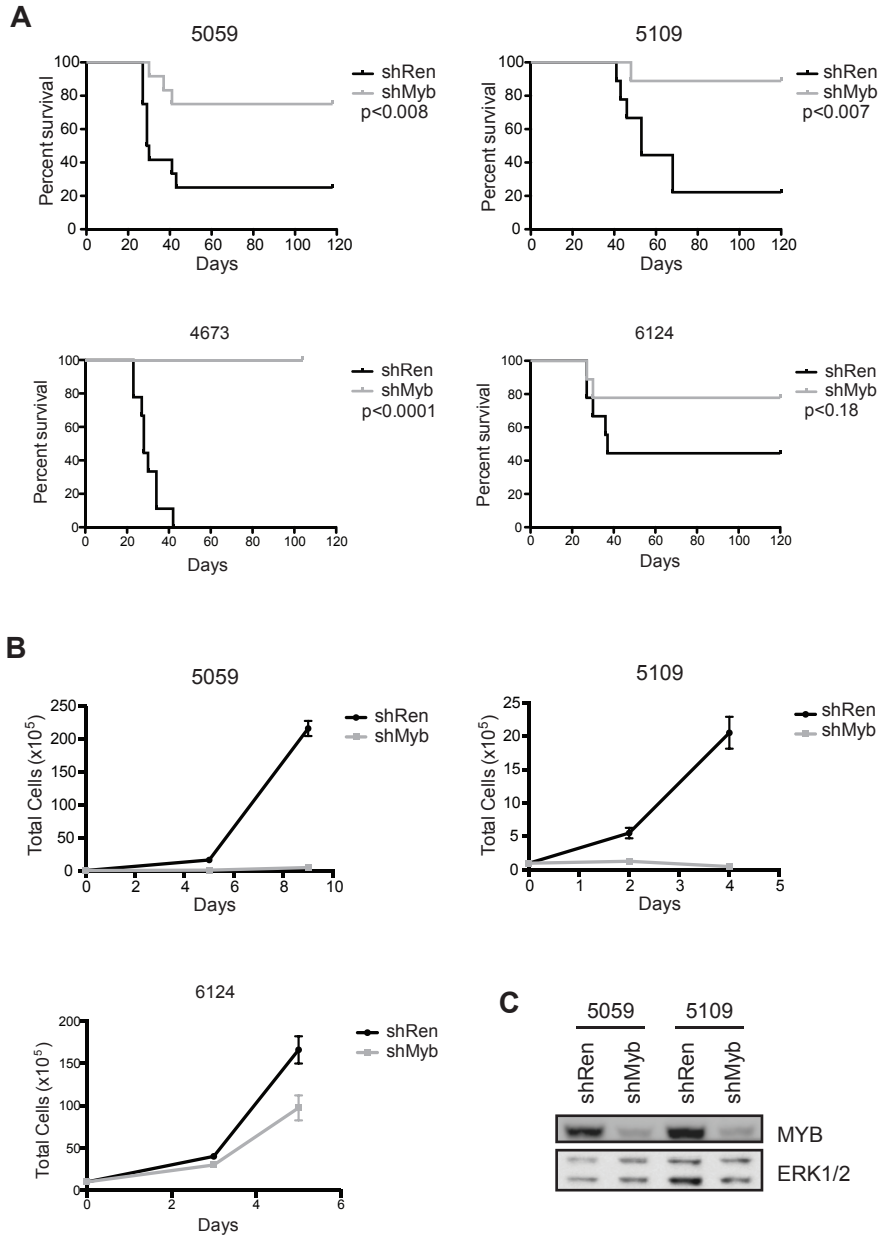 A
5059
Percent survival
100
80
60
40
20
0
0 20 40 60 80 100 120
Days
shRen
shMyb
p<0.008
5109
Percent survival
100
80
60
40
20
0
0 20 40 60 80 100 120
Days
shRen
shMyb
p<0.007
4673
Percent survival
100
80
60
40
20
0
0 20 40 60 80 100 120
Days
shRen
shMyb
p<0.0001
6124
Percent survival
100
80
60
40
20
0
0 20 40 60 80 100 120
Days
shRen
shMyb
p<0.18
B
5059
Total Cells (x10⁵)
250
200
150
100
50
0
0 2 4 6 8 10
Days
shRen
shMyb
5109
Total Cells (x10⁵)
25
20
15
10
5
0
0 1 2 3 4 5
Days
shRen
shMyb
6124
Total Cells (x10⁵)
200
150
100
50
0
0 2 4 6
Days
shRen
shMyb
C
5059 5109
shRen shMyb shRen shMyb
MYB
ERK1/2